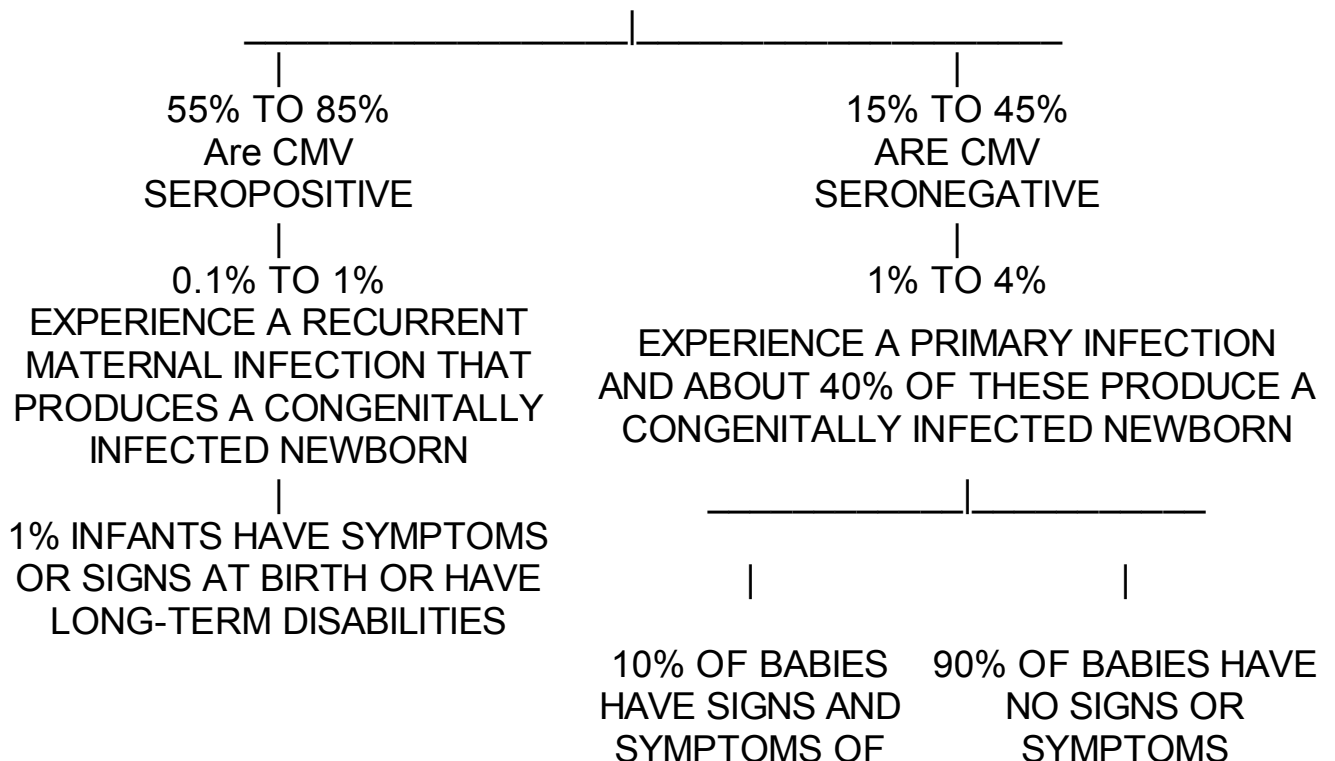 55% TO 85%
Are CMV
SEROPOSITIVE
0.1% TO 1%
EXPERIENCE A RECURRENT
MATERNAL INFECTION THAT
PRODUCES A CONGENITALLY
INFECTED NEWBORN
1% INFANTS HAVE SYMPTOMS
OR SIGNS AT BIRTH OR HAVE
LONG-TERM DISABILITIES
15% TO 45%
ARE CMV
SERONEGATIVE
1% TO 4%
EXPERIENCE A PRIMARY INFECTION
AND ABOUT 40% OF THESE PRODUCE A
CONGENITALLY INFECTED NEWBORN
10% OF BABIES
HAVE SIGNS AND
SYMPTOMS OF
90% OF BABIES HAVE
NO SIGNS OR
SYMPTOMS